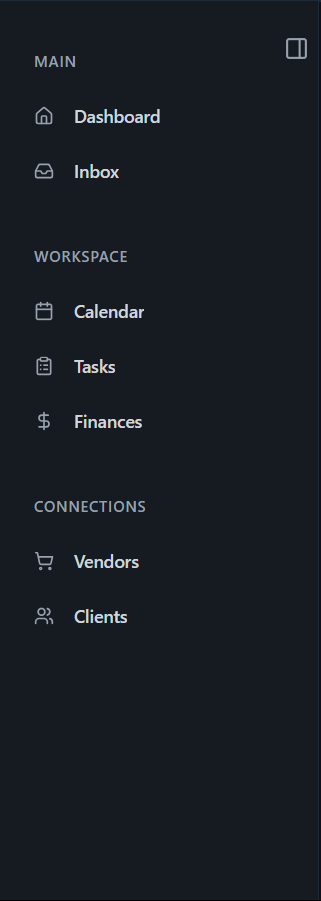 MAIN
Dashboard
Inbox
WORKSPACE
Calendar
Tasks
Finances
CONNECTIONS
Vendors
Clients